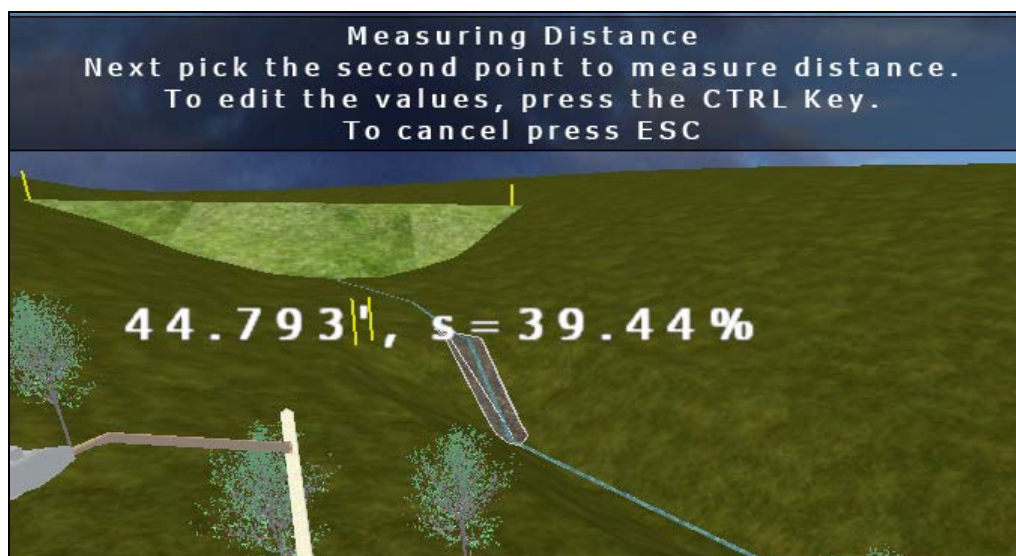 Measuring Distance
Next pick the second point to measure distance.
To edit the values, press the CTRL Key.
To cancel press ESC
44.793', s=39.44%